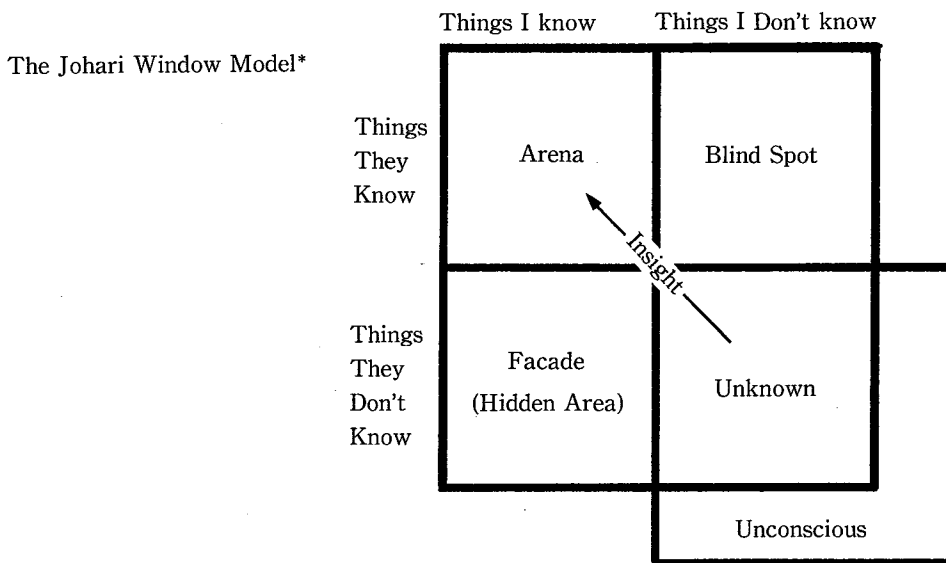 Things I know
Things I Don't know
The Johari Window Model*
Things
They
Know
Arena
Blind Spot
Insight
Things
They
Don't
Know
Facade
(Hidden Area)
Unknown
Unconscious